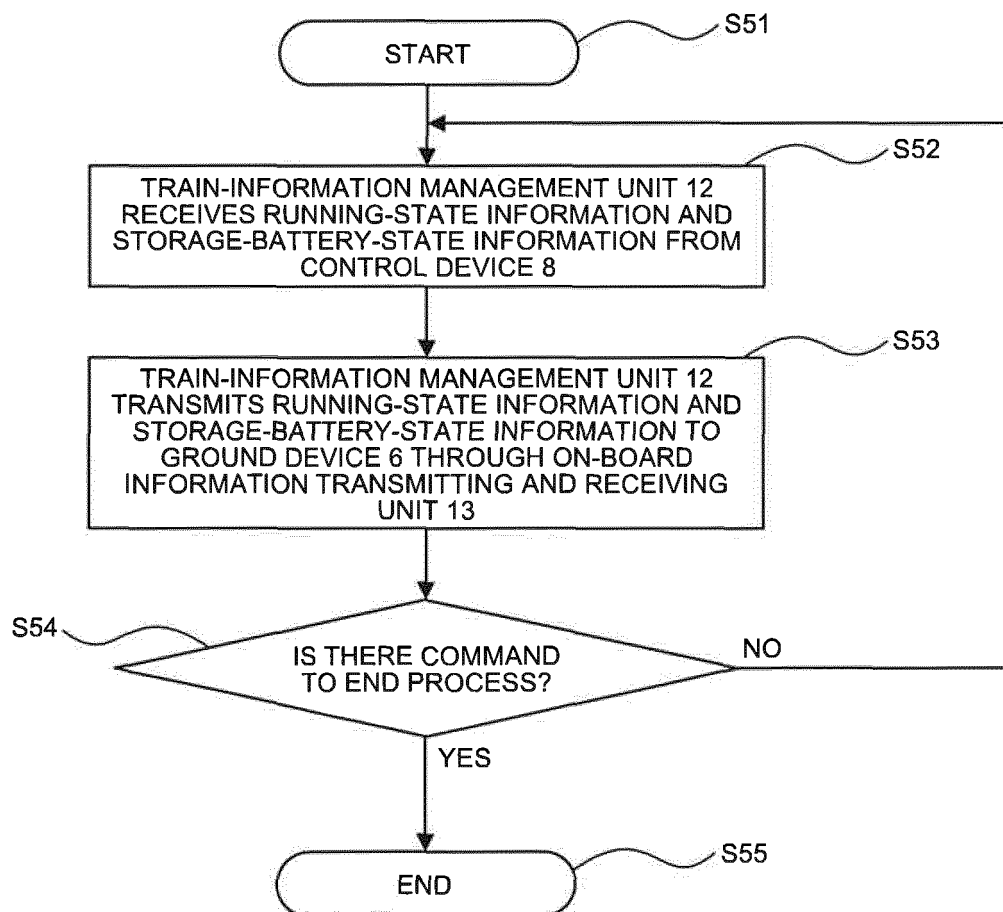 S51
START
S52
TRAIN-INFORMATION MANAGEMENT UNIT 12
RECEIVES RUNNING-STATE INFORMATION AND
STORAGE-BATTERY-STATE INFORMATION FROM
CONTROL DEVICE 8
S53
TRAIN-INFORMATION MANAGEMENT UNIT 12
TRANSMITS RUNNING-STATE INFORMATION AND
STORAGE-BATTERY-STATE INFORMATION TO
GROUND DEVICE 6 THROUGH ON-BOARD
INFORMATION TRANSMITTING AND RECEIVING
UNIT 13
S54
IS THERE COMMAND
TO END PROCESS?
NO
YES
S55
END